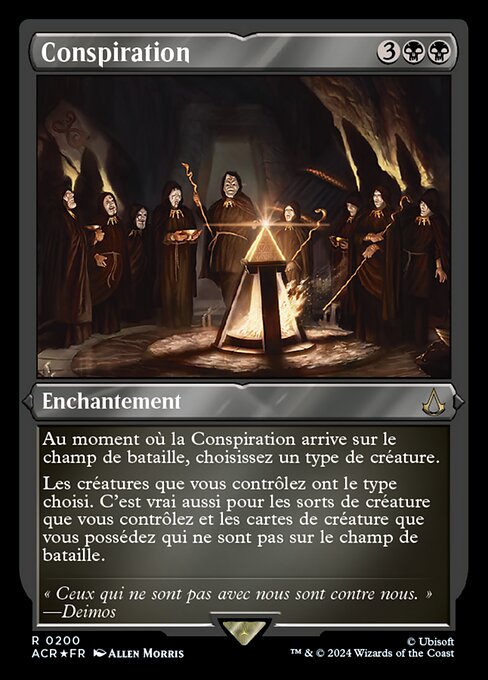 Conspiration 3
Enchantement
Au moment où la Conspiration arrive sur le
champ de bataille, choisissez un type de créature.
Les créatures que vous contrôlez ont le type
choisi. C'est vrai aussi pour les sorts de créature
que vous contrôlez et les cartes de créature que
vous possédez qui ne sont pas sur le champ de
bataille.
« Ceux qui ne sont pas avec nous sont contre nous. »
—Deimos
R 0200
ACR★FR Allen Morris
© Ubisoft
™ & © 2024 Wizards of the Coast